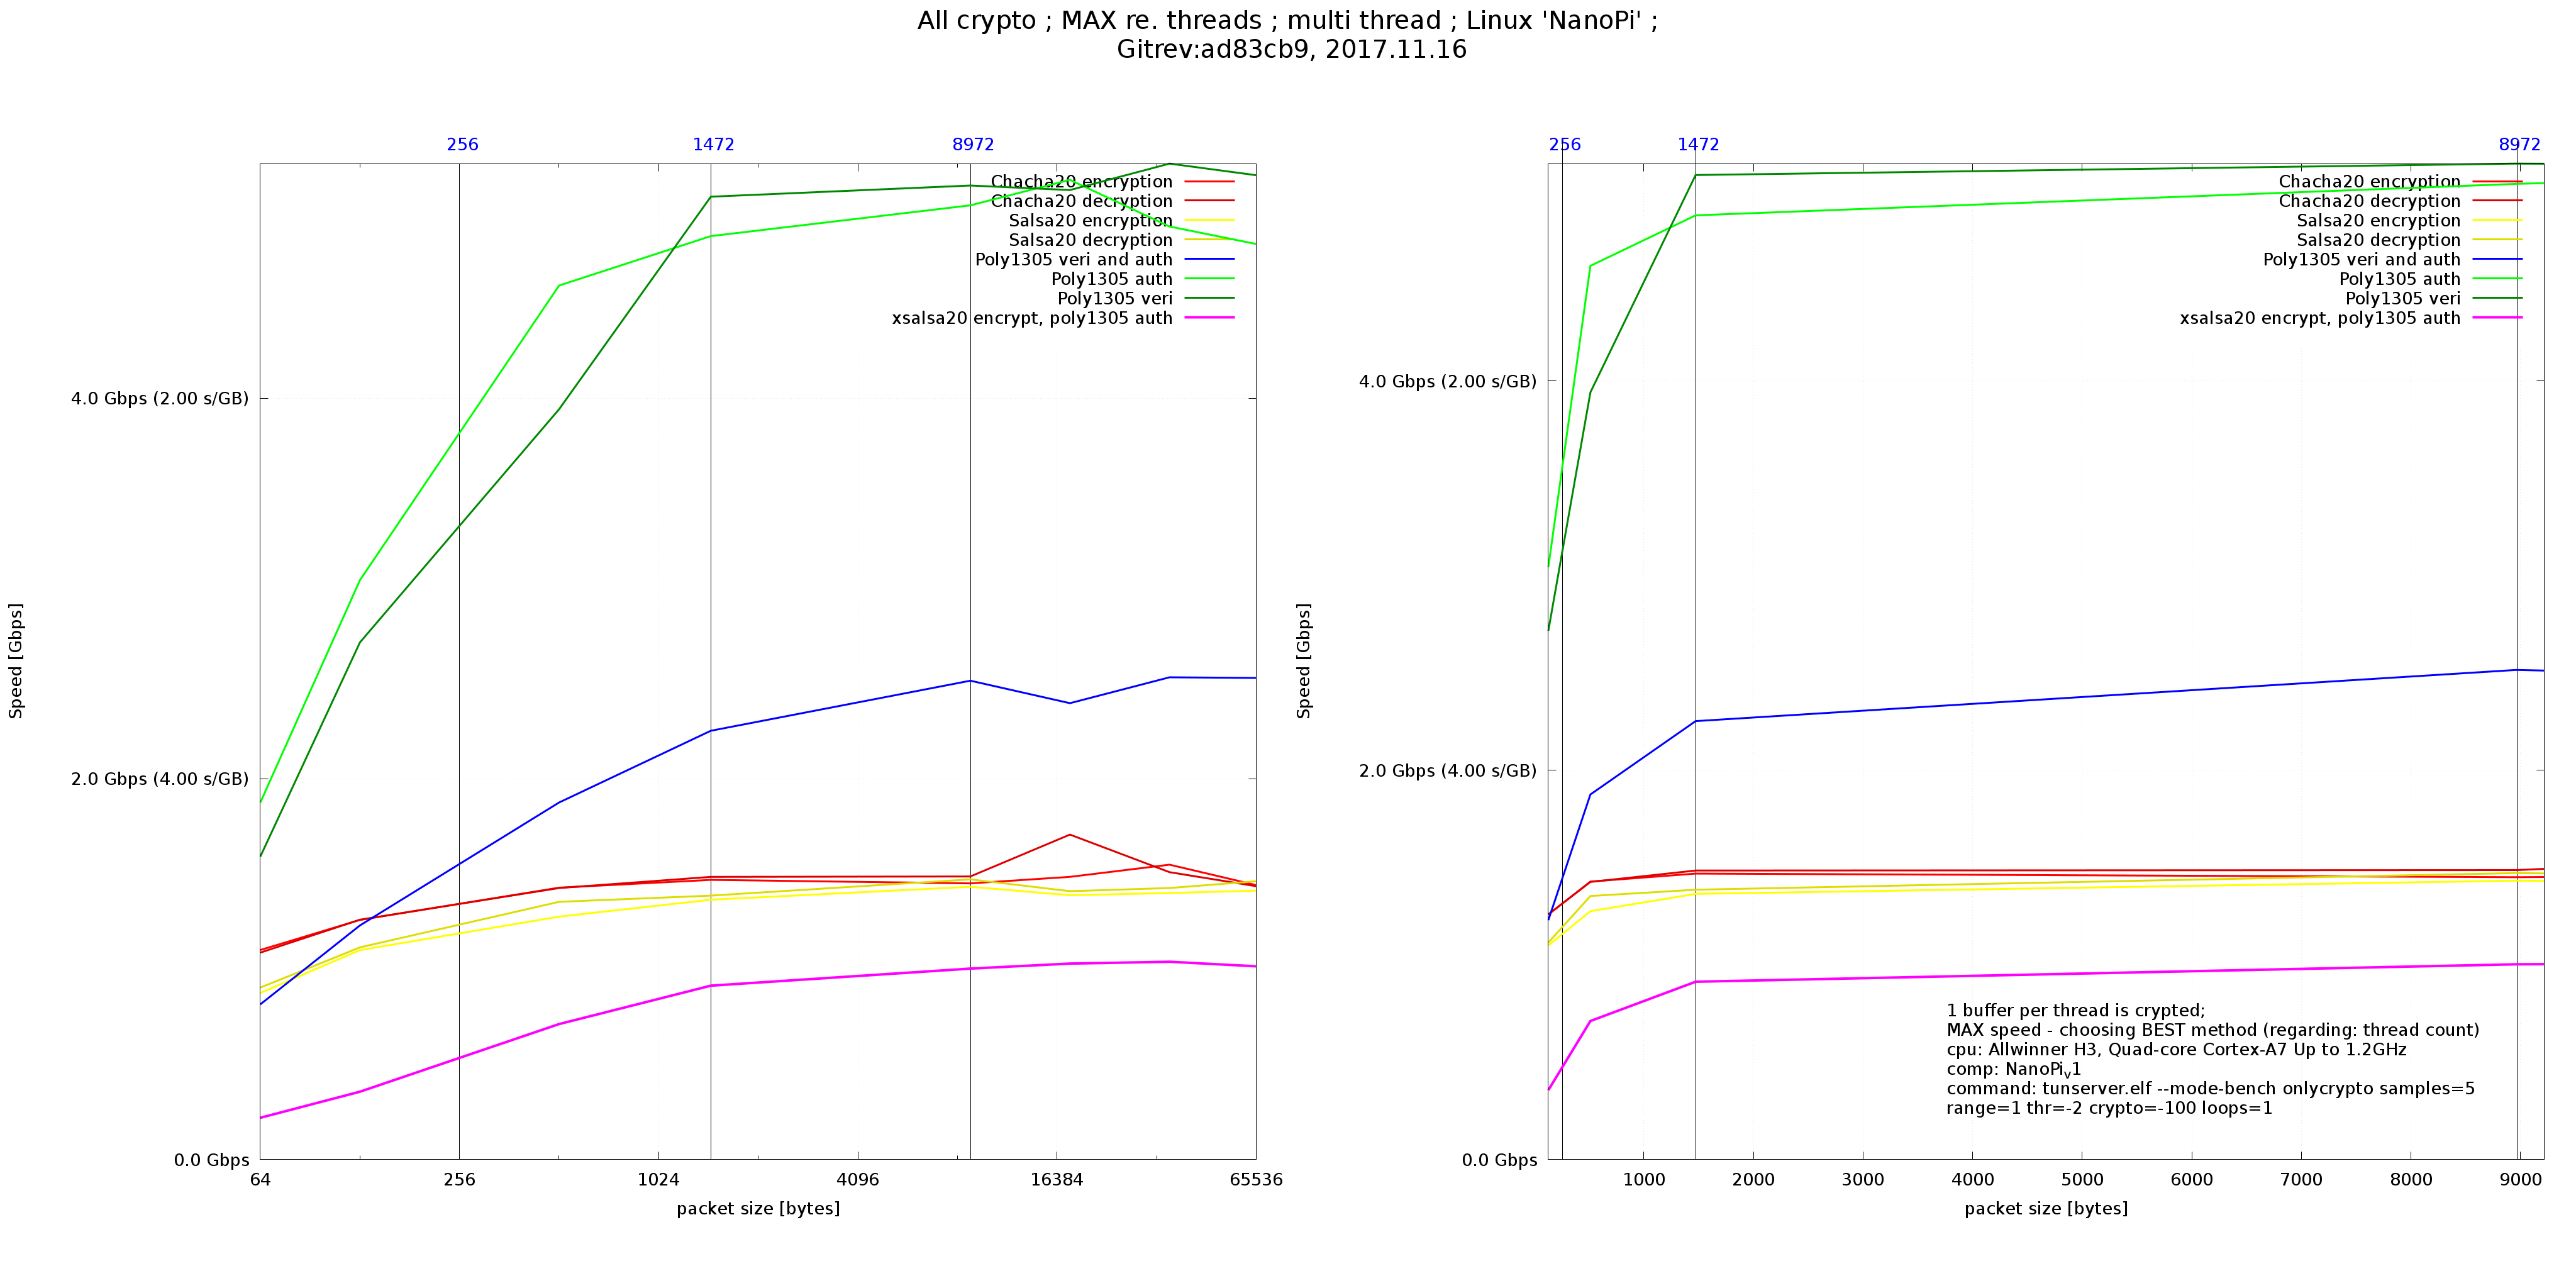 All crypto ; MAX re. threads ; multi thread ; Linux 'NanoPi' ;
Gitrev:ad83cb9, 2017.11.16
256 1472 8972
Chacha20 encryption
Chacha20 decryption
Salsa20 encryption
Salsa20 decryption
Poly1305 veri and auth
Poly1305 auth
Poly1305 veri
xsalsa20 encrypt, poly1305 auth
4.0 Gbps (2.00 s/GB)
2.0 Gbps (4.00 s/GB)
0.0 Gbps
Speed [Gbps]
64 256 1024 4096 16384 65536
packet size [bytes]
256 1472 8972
Chacha20 encryption
Chacha20 decryption
Salsa20 encryption
Salsa20 decryption
Poly1305 veri and auth
Poly1305 auth
Poly1305 veri
xsalsa20 encrypt, poly1305 auth
4.0 Gbps (2.00 s/GB)
2.0 Gbps (4.00 s/GB)
0.0 Gbps
Speed [Gbps]
1 buffer per thread is crypted;
MAX speed - choosing BEST method (regarding: thread count)
cpu: Allwinner H3, Quad-core Cortex-A7 Up to 1.2GHz
comp: NanoPiv1
command: tunserver.elf --mode-bench onlycrypto samples=5
range=1 thr=-2 crypto=-100 loops=1
1000 2000 3000 4000 5000 6000 7000 8000 9000
packet size [bytes]